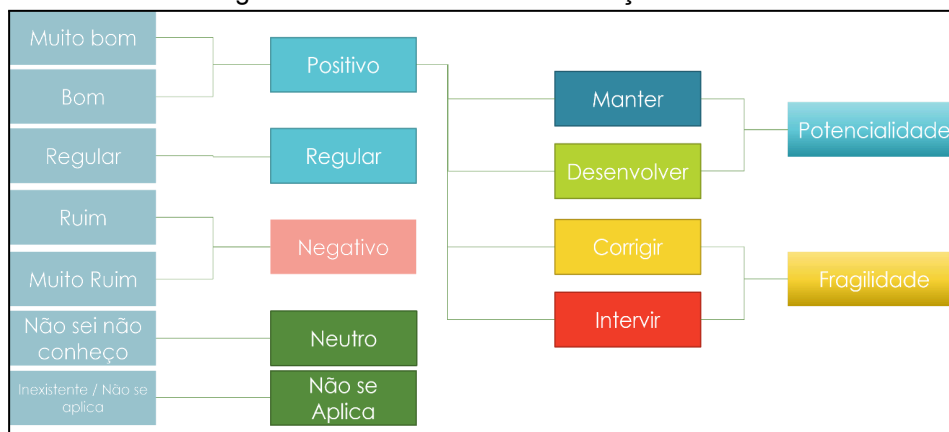 Muito bom
Bom
Regular
Ruim
Muito Ruim
Não sei não
conheço
Inexistente / Não se
aplica
Positivo
Regular
Negativo
Neutro
Não se
Aplica
Manter
Desenvolver
Corrigir
Intervir
Potencialidade
Fragilidade